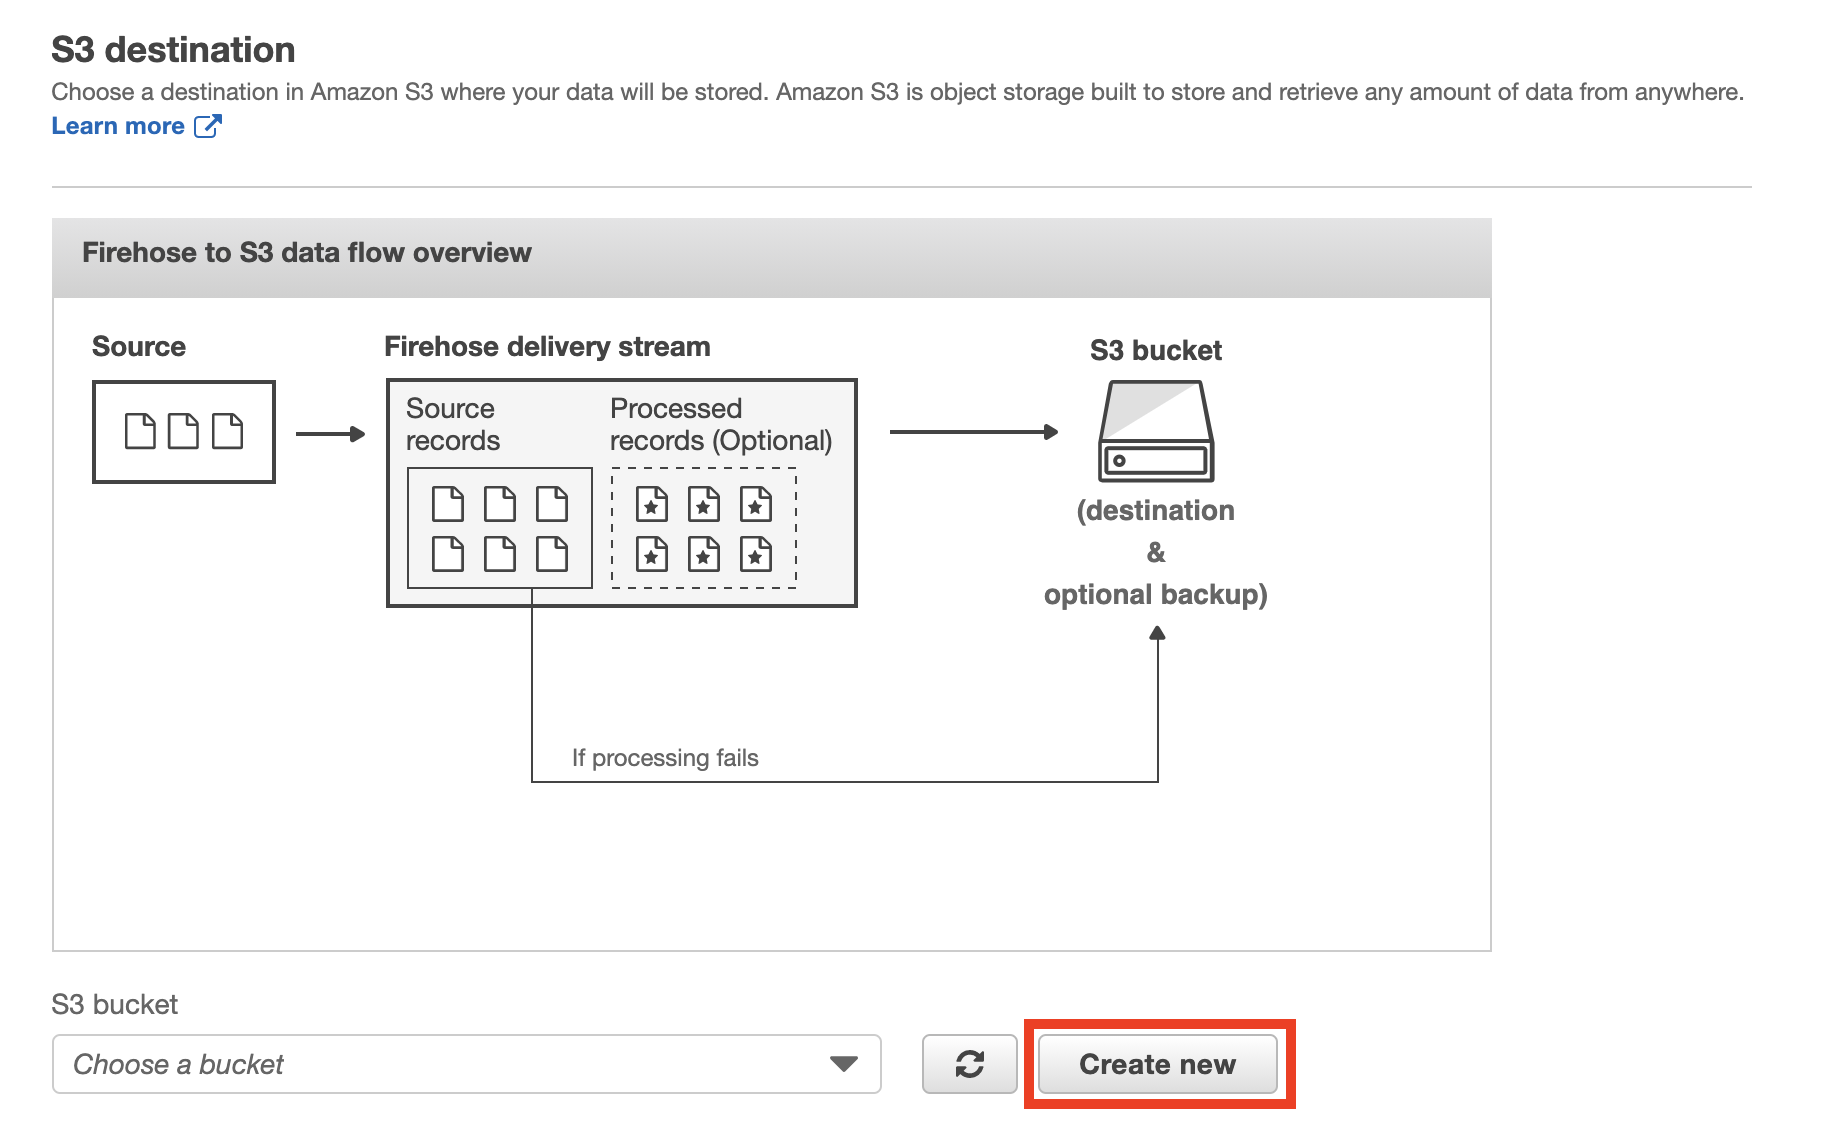 S3 destination
Choose a destination in Amazon S3 where your data will be stored. Amazon S3 is object storage built to store and retrieve any amount of data from anywhere.
Learn more
Firehose to S3 data flow overview
Source
Firehose delivery stream
S3 bucket
Source
records
Processed
records (Optional)
(destination
&
optional backup)
If processing fails
S3 bucket
Choose a bucket
Create new